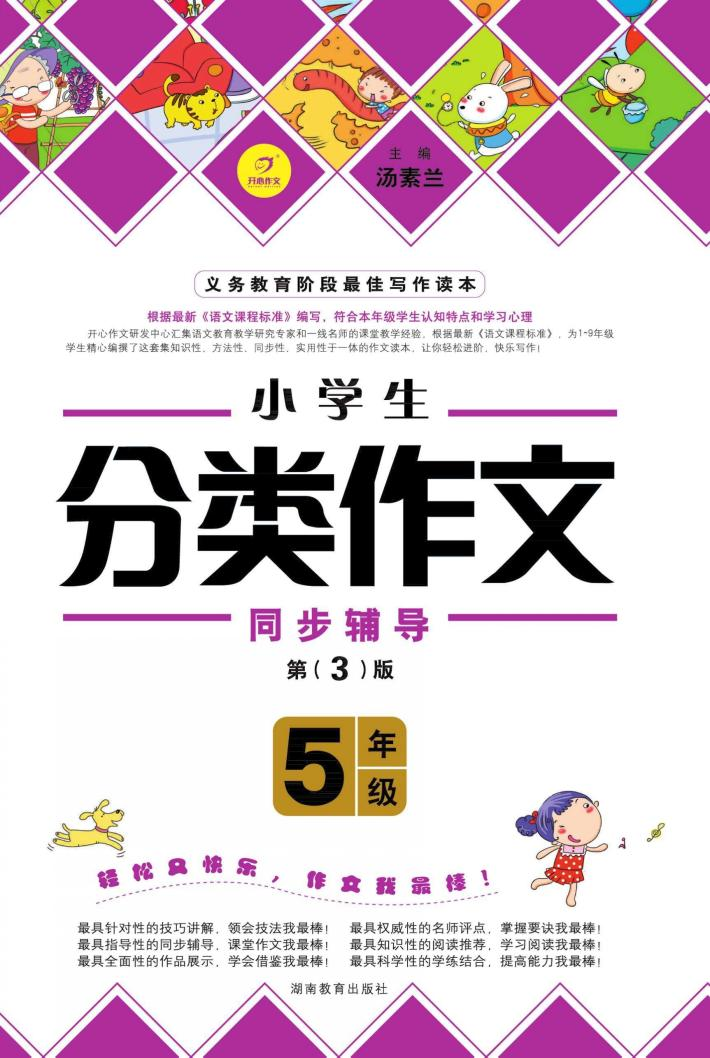 主 编
汤素兰
开心作文
义务教育阶段最佳写作读本
根据最新《语文课程标准》编写，符合本年级学生认知特点和学习心理
开心作文研发中心汇集语文教育教学研究专家和一线名师的课堂教学经验，根据最新《语文课程标准》，为1-9年级
学生精心编撰了这套集知识性，方法性，同步性，实用性于一体的作文读本，让你轻松进阶，快乐写作！
小学生
分类作文
同步辅导
第（3）版
5年级
轻松又快乐，作文我最棒！
最具针对性的技巧讲解，领会技法我最棒！ 最具权威性的名师评点，掌握要诀我最棒！
最具指导性的同步辅导，课堂作文我最棒！ 最具知识性的阅读推荐，学习阅读我最棒！
最具全面性的作品展示，学会借鉴我最棒！ 最具科学性的学练结合，提高能力我最棒！
湖南教育出版社